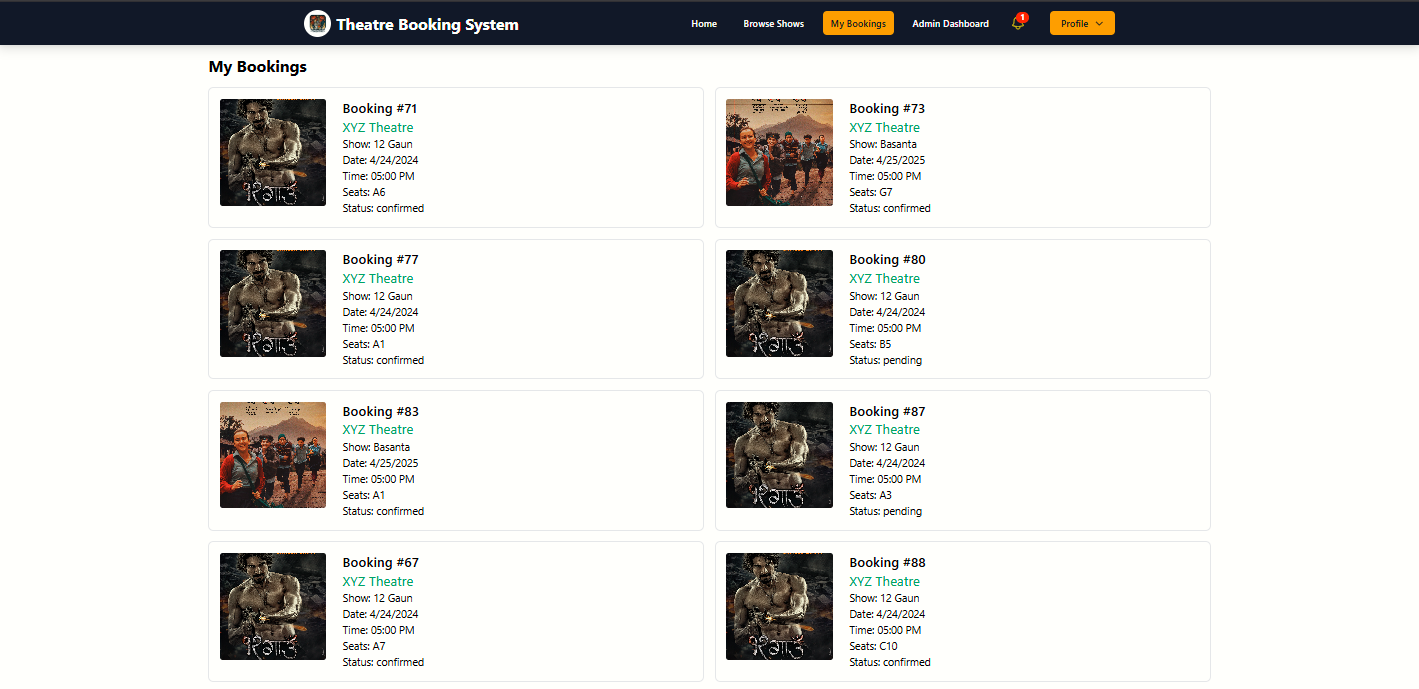 Theatre Booking System
Home
Browse Shows
My Bookings
Admin Dashboard
1
Profile
My Bookings
Booking #71
XYZ Theatre
Show: 12 Gaun
Date: 4/24/2024
Time: 05:00 PM
Seats: A6
Status: confirmed
१२गाउँ
Booking #73
XYZ Theatre
Show: Basanta
Date: 4/25/2025
Time: 05:00 PM
Seats: G7
Status: confirmed
Booking #77
XYZ Theatre
Show: 12 Gaun
Date: 4/24/2024
Time: 05:00 PM
Seats: A1
Status: confirmed
१२गाउँ
Booking #80
XYZ Theatre
Show: 12 Gaun
Date: 4/24/2024
Time: 05:00 PM
Seats: B5
Status: pending
१२गाउँ
Booking #83
XYZ Theatre
Show: Basanta
Date: 4/25/2025
Time: 05:00 PM
Seats: A1
Status: confirmed
Booking #87
XYZ Theatre
Show: 12 Gaun
Date: 4/24/2024
Time: 05:00 PM
Seats: A3
Status: pending
१२गाउँ
Booking #67
XYZ Theatre
Show: 12 Gaun
Date: 4/24/2024
Time: 05:00 PM
Seats: A7
Status: confirmed
१२गाउँ
Booking #88
XYZ Theatre
Show: 12 Gaun
Date: 4/24/2024
Time: 05:00 PM
Seats: C10
Status: confirmed
१२गाउँ